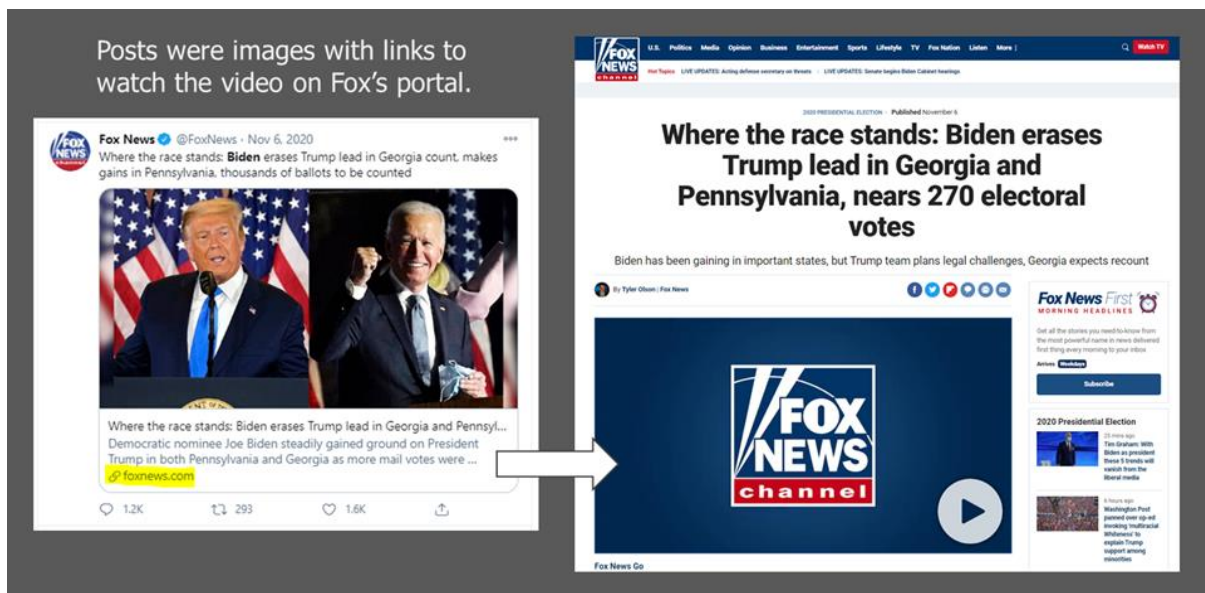 Posts were images with links to
watch the video on Fox's portal.
FOX
NEWS
channel
Fox News @FoxNews · Nov 6, 2020
Where the race stands: Biden erases Trump lead in Georgia count, makes
gains in Pennsylvania, thousands of ballots to be counted
Where the race stands: Biden erases Trump lead in Georgia and Pennsyl...
Democratic nominee Joe Biden steadily gained ground on President
Trump in both Pennsylvania and Georgia as more mail votes were ...
foxnews.com
1.2K 293 1.6K
FOX
NEWS
channel
U.S. Politics Media Opinion Business Entertainment Sports Lifestyle TV Fox Nation Listen More
Watch TV
Hot Topics LIVE UPDATES: Acting defense secretary on threats LIVE UPDATES: Senate begins Biden Cabinet hearings
2020 PRESIDENTIAL ELECTION · Published November 6
Where the race stands: Biden erases
Trump lead in Georgia and
Pennsylvania, nears 270 electoral
votes
Biden has been gaining in important states, but Trump team plans legal challenges, Georgia expects recount
By Tyler Olson | Fox News
FOX
NEWS
channel
Fox News Go
Fox News First
MORNING HEADLINES
Get all the stories you need-to-know from
the most powerful name in news delivered
first thing every morning to your inbox
Arrives Weekdays
Subscribe
2020 Presidential Election
25 mins ago
Tim Graham: With
Biden as president
these 5 trends will
vanish from the
liberal media
6 hours ago
Washington Post
panned over op-ed
invoking 'multiracial
Whiteness' to
explain Trump
support among
minorities